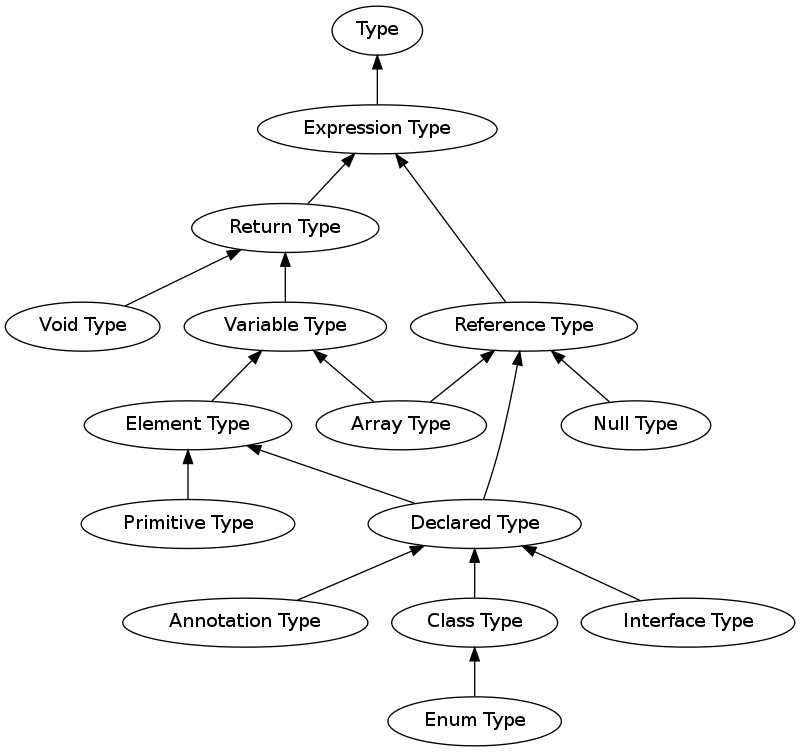 Type
Expression Type
Return Type
Void Type
Variable Type
Reference Type
Element Type
Array Type
Null Type
Primitive Type
Declared Type
Annotation Type
Class Type
Interface Type
Enum Type